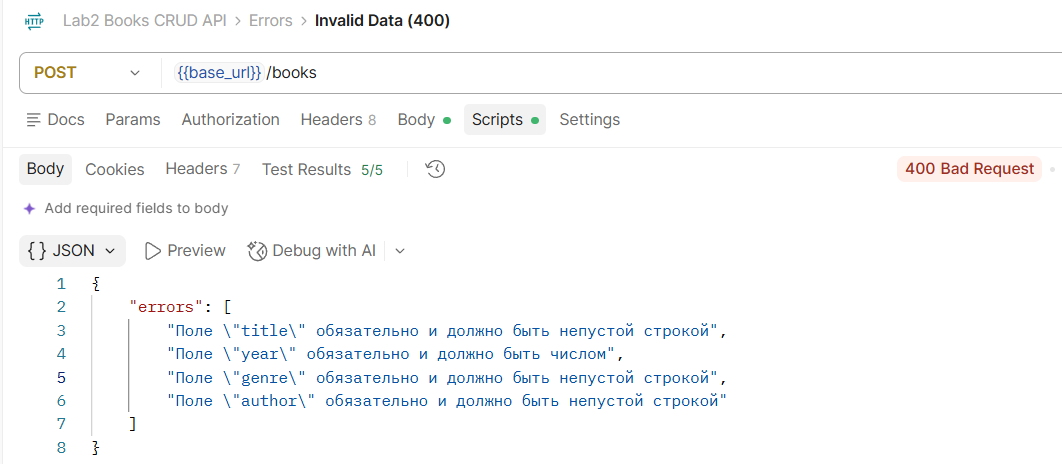 HTTP Lab2 Books CRUD API > Errors > Invalid Data (400)
POST {{base_url}}/books
Docs Params Authorization Headers 8 Body Scripts Settings
Body Cookies Headers 7 Test Results 5/5 400 Bad Request
Add required fields to body
{} JSON Preview Debug with AI
1 {
2 "errors": [
3 "Поле \"title\" обязательно и должно быть непустой строкой",
4 "Поле \"year\" обязательно и должно быть числом",
5 "Поле \"genre\" обязательно и должно быть непустой строкой",
6 "Поле \"author\" обязательно и должно быть непустой строкой"
7 ]
8 }